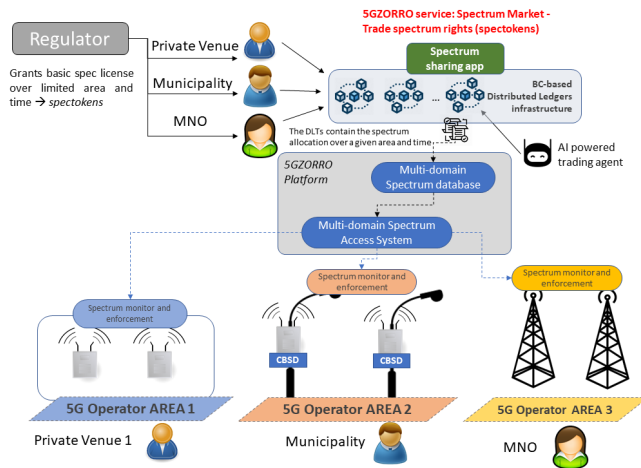 5GZORRO service: Spectrum Market -
Trade spectrum rights (spectokens)
Regulator
Private Venue
Spectrum
sharing app
Grants basic spec license
over limited area and
time → spectokens
Municipality
...
BC-based
Distributed Ledgers
infrastructure
MNO
The DLTs contain the spectrum
allocation over a given area and time
AI powered
trading agent
5GZORRO
Platform
Multi-domain
Spectrum database
Multi-domain Spectrum
Access System
Spectrum monitor and
enforcement
Spectrum monitor and
enforcement
Spectrum monitor and
enforcement
CBSD
CBSD
5G Operator AREA 1
5G Operator AREA 2
5G Operator AREA 3
Private Venue 1
Municipality
MNO